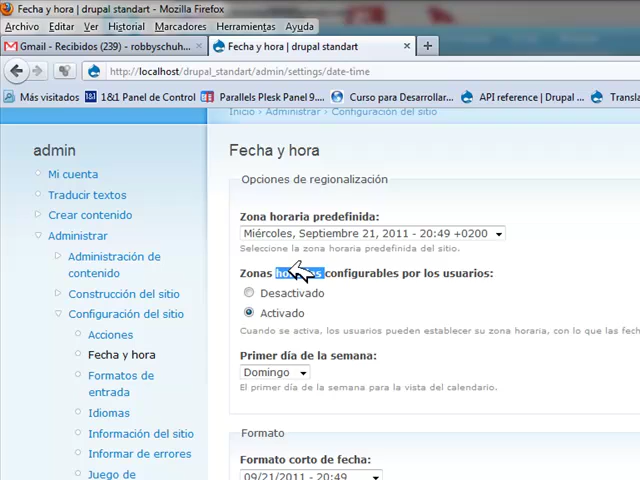 Fecha y hora | drupal standart - Mozilla Firefox
Archivo Editar Ver Historial Marcadores Herramientas Ayuda
Gmail - Recibidos (239) - robbyschuh... × Fecha y hora | drupal standart × +
http://localhost/drupal_standart/admin/settings/date-time
Más visitados 1&1 1&1 Panel de Control Parallels Plesk Panel 9.... Curso para Desarrollar... API reference | Drupal ... Transla
Inicio › Administrar › Configuración del sitio
admin
Mi cuenta
Traducir textos
Crear contenido
Administrar
Administración de
contenido
Construcción del sitio
Configuración del sitio
Acciones
Fecha y hora
Formatos de
entrada
Idiomas
Información del sitio
Informar de errores
Juego de
Fecha y hora
Opciones de regionalización
Zona horaria predefinida:
Miércoles, Septiembre 21, 2011 - 20:49 +0200
Seleccione la zona horaria predefinida del sitio.
Zonas configurables por los usuarios:
Desactivado
Activado
Cuando se activa, los usuarios pueden establecer su zona horaria, con lo que las fech
Primer día de la semana:
Domingo
El primer día de la semana para la vista del calendario.
Formato
Formato corto de fecha:
09/21/2011 - 20:49